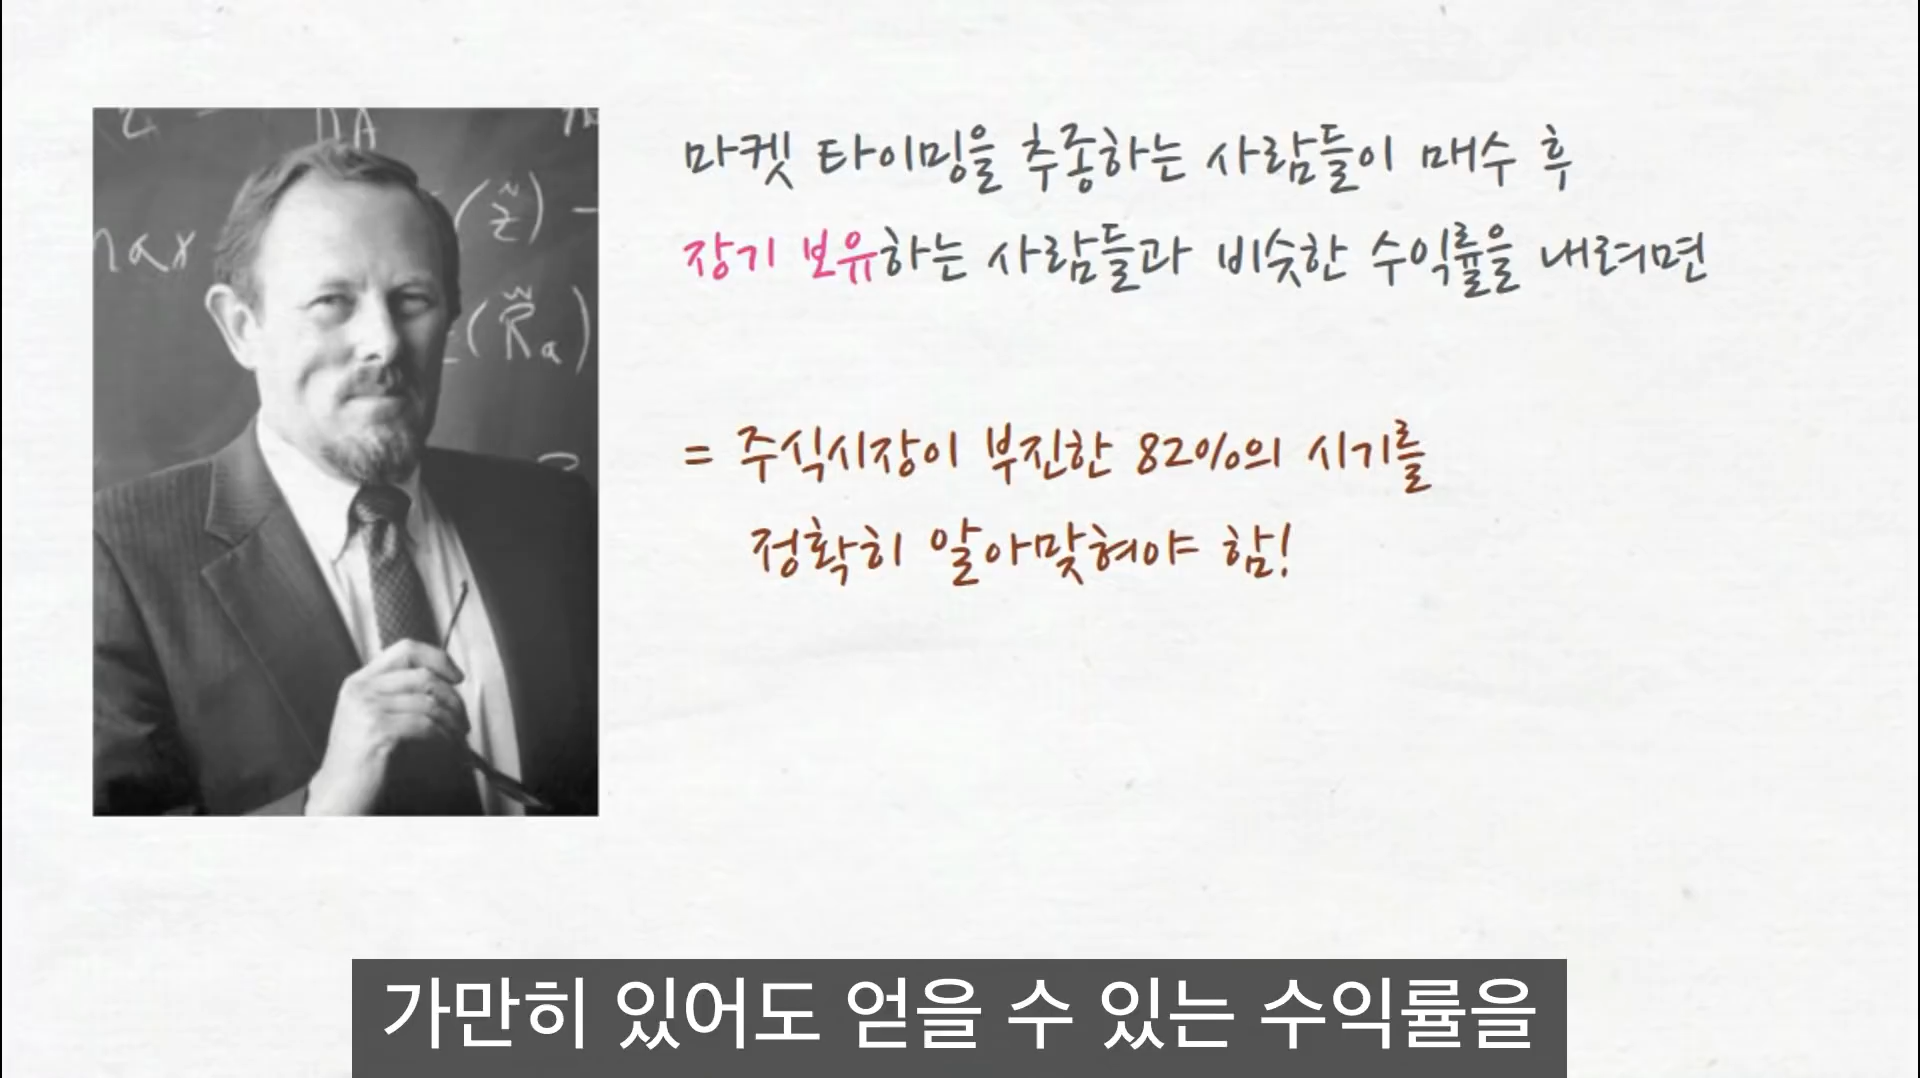 max
마켓 타이밍을 추종하는 사람들이 매수 후
장기 보유하는 사람들과 비슷한 수익률을 내려면
= 주식시장이 부진한 82%의 시기를
정확히 알아맞혀야 함!
가만히 있어도 얻을 수 있는 수익률을